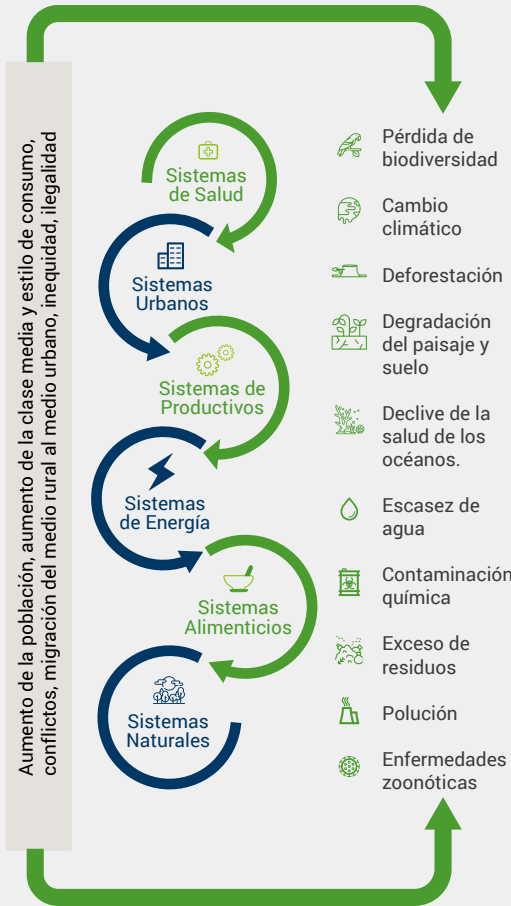 Aumento de la población, aumento de la clase media y estilo de consumo,
conflictos, migración del medio rural al medio urbano, inequidad, ilegalidad
Sistemas
de Salud
Sistemas
Urbanos
Sistemas de
Productivos
Sistemas
de Energía
Sistemas
Alimenticios
Sistemas
Naturales
Pérdida de
biodiversidad
Cambio
climático
Deforestación
Degradación
del paisaje y
suelo
Declive de la
salud de los
océanos.
Escasez de
agua
Contaminación
química
Exceso de
residuos
Polución
Enfermedades
zoonóticas